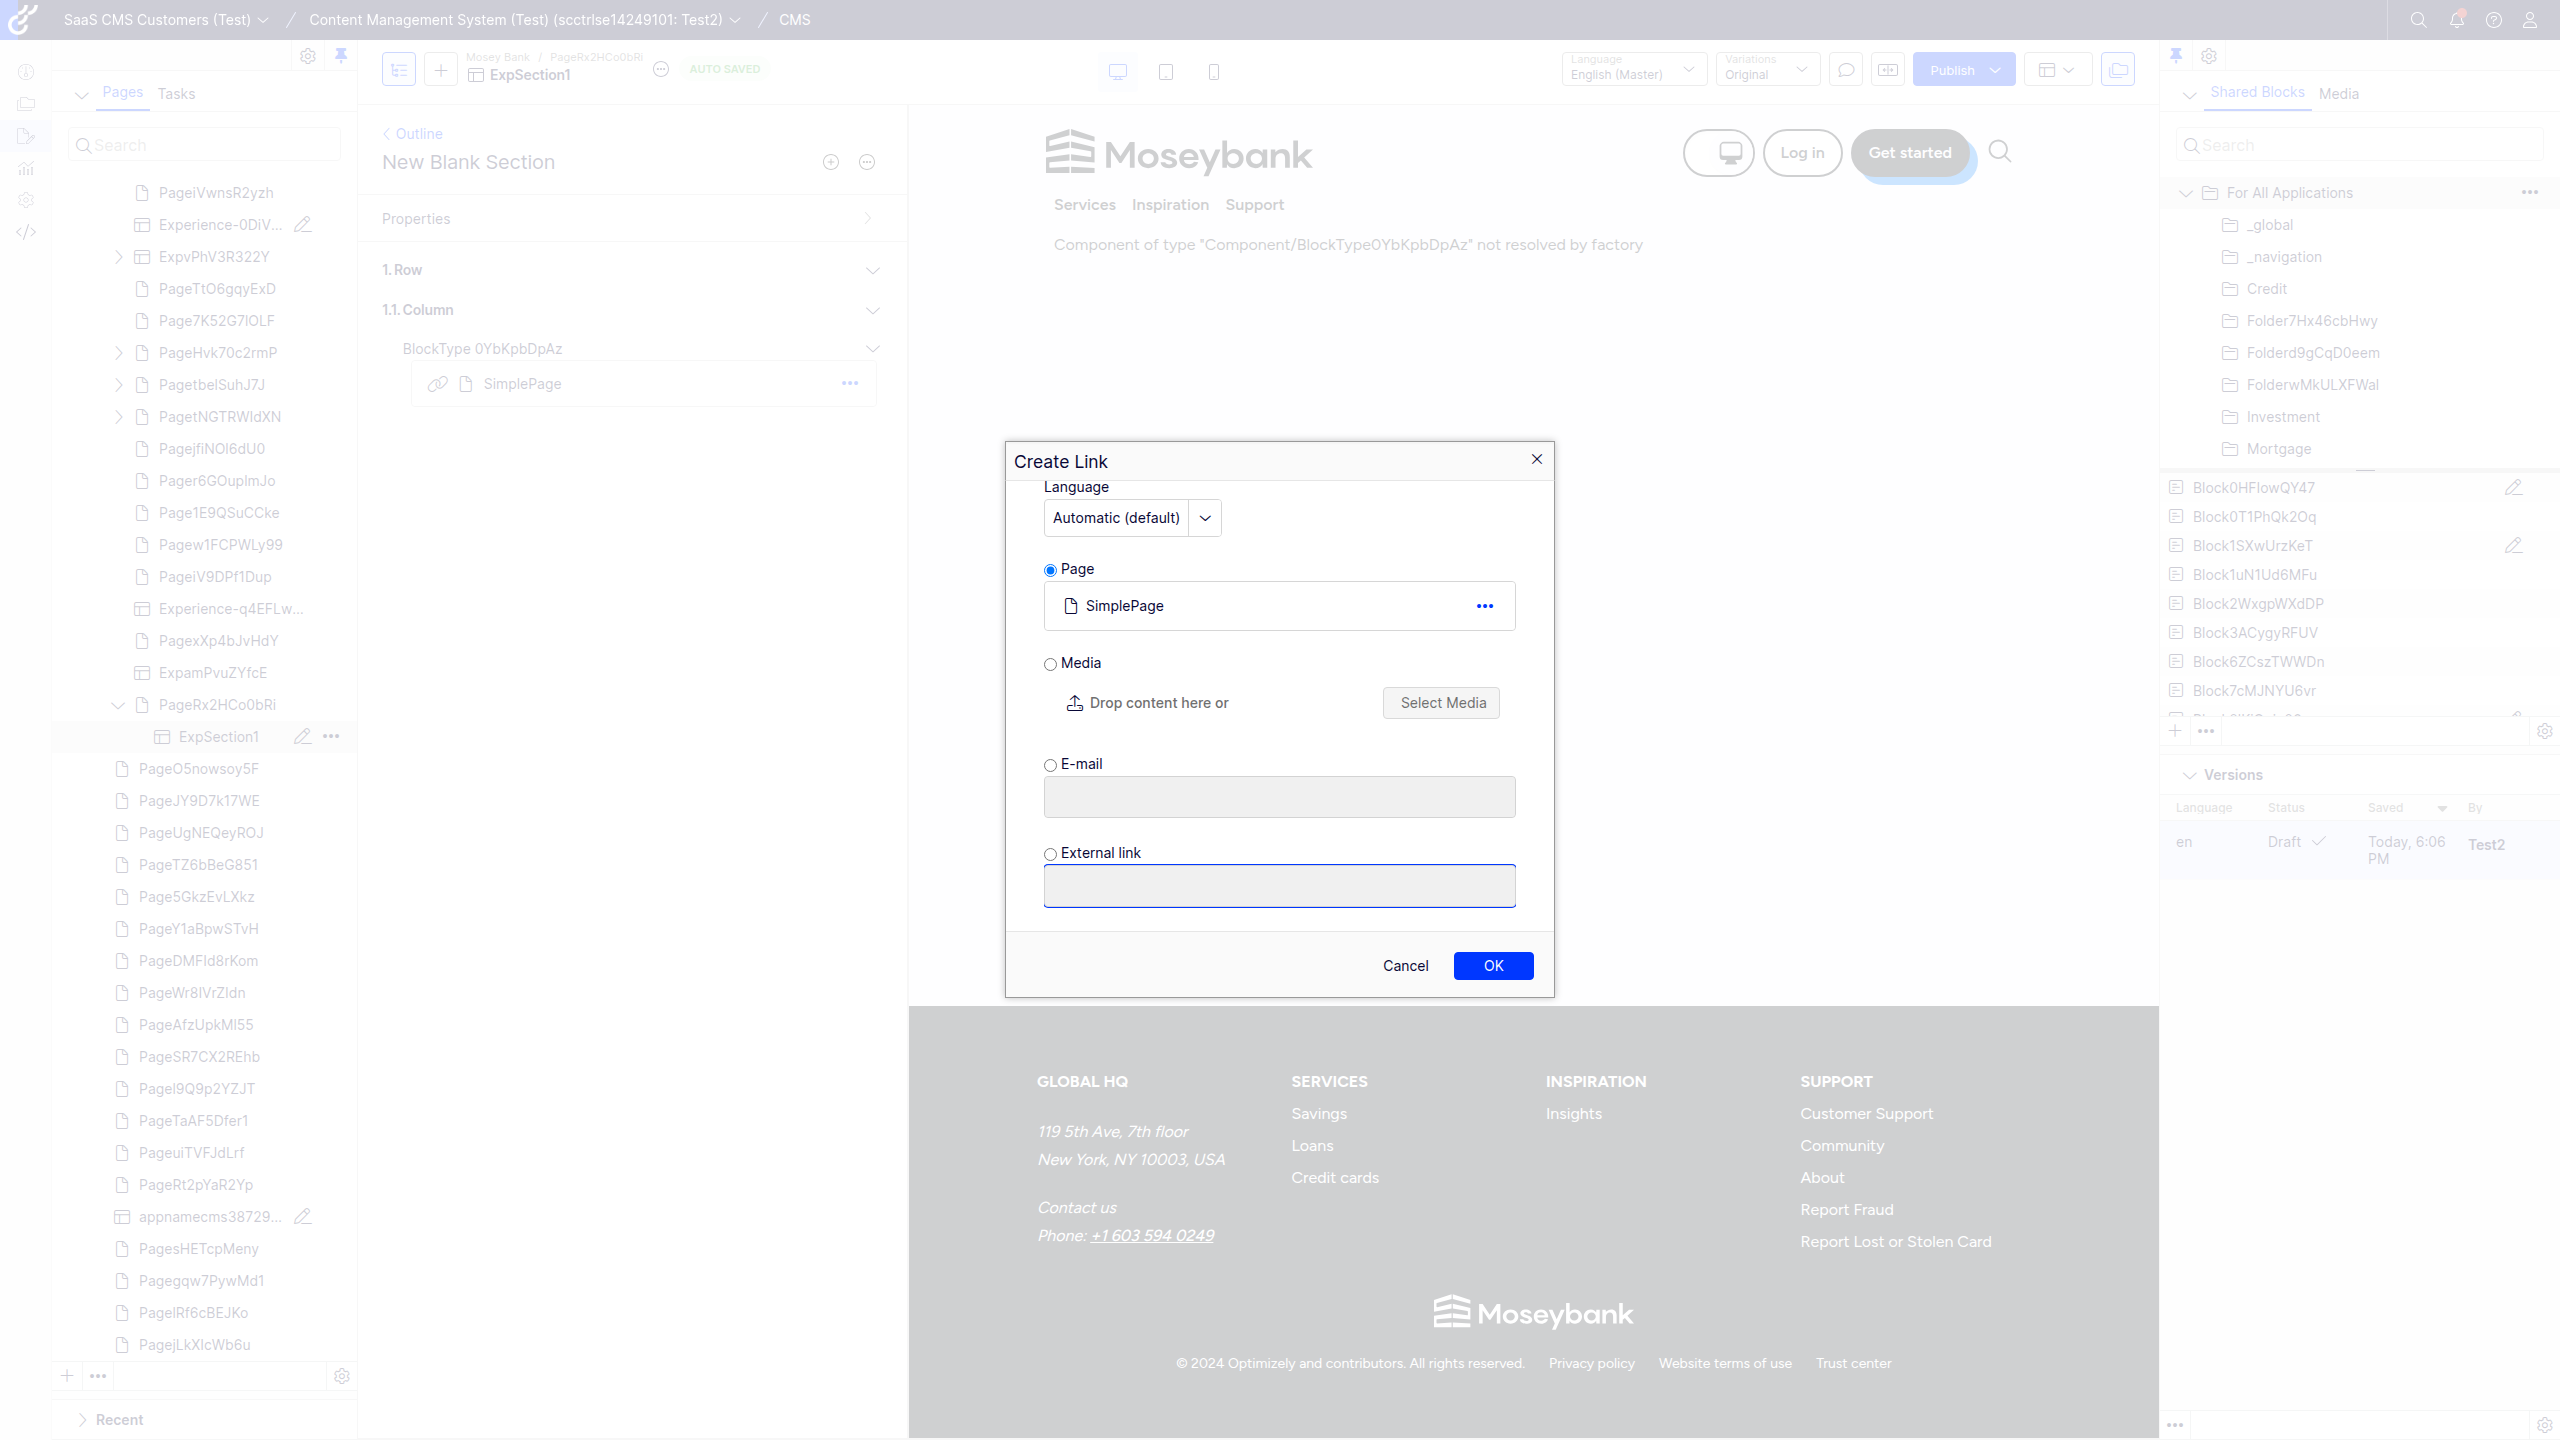 SaaS CMS Customers (Test) / Content Management System (Test) (scctrlse14249101: Test2) / CMS
Pages Tasks
Search
PageiVwnsR2yzh
Experience-0DiV...
ExpvPhV3R322Y
PageTtO6gqyExD
Page7K52G7lOLF
PageHvk70c2rmP
PagetbelSuhJ7J
PagetNGTRWIdXN
PagejfiNOl6dU0
Pager6GOupImJo
Page1E9QSuCCke
Pagew1FCPWLy99
PageiV9DPf1Dup
Experience-q4EFLw...
PagexXp4bJvHdY
ExpamPvuZYfcE
PageRx2HCo0bRi
ExpSection1
PageO5nowsoy5F
PageJY9D7k17WE
PageUgNEQeyROJ
PageTZ6bBeG851
Page5GkzEvLXkz
PageY1aBpwSTvH
PageDMFId8rKom
PageWr8lVrZIdn
PageAfzUpkMl55
PageSR7CX2REhb
PageI9Q9p2YZJT
PageTaAF5Dfer1
PageuiTVFJdLrf
PageRt2pYaR2Yp
appnamecms38729...
PagesHETcpMeny
Pagegqw7PywMd1
PagelRf6cBEJKo
PagejLkXlcWb6u
Recent
Mosey Bank / PageRx2HCo0bRi
ExpSection1
AUTO SAVED
Language
English (Master)
Variations
Original
Publish
Outline
New Blank Section
Properties
1. Row
1.1. Column
BlockType 0YbKpbDpAz
SimplePage
Moseybank
Log in
Get started
Services Inspiration Support
Component of type "Component/BlockType0YbKpbDpAz" not resolved by factory
Create Link
Language
Automatic (default)
Page
SimplePage
Media
Drop content here or
Select Media
E-mail
External link
Cancel
OK
GLOBAL HQ
119 5th Ave, 7th floor
New York, NY 10003, USA
Contact us
Phone: +1 603 594 0249
SERVICES
Savings
Loans
Credit cards
INSPIRATION
Insights
SUPPORT
Customer Support
Community
About
Report Fraud
Report Lost or Stolen Card
Moseybank
© 2024 Optimizely and contributors. All rights reserved. Privacy policy Website terms of use Trust center
Shared Blocks Media
Search
For All Applications
_global
_navigation
Credit
Folder7Hx46cbHwy
Folderd9gCqD0eem
FolderwMkULXFWal
Investment
Mortgage
Block0HFIowQY47
Block0T1PhQk2Oq
Block1SXwUrzKeT
Block1uN1Ud6MFu
Block2WxgpWXdDP
Block3ACygyRFUV
Block6ZCszTWWDn
Block7cMJNYU6vr
Versions
Language Status Saved By
en Draft Today, 6:06 PM Test2